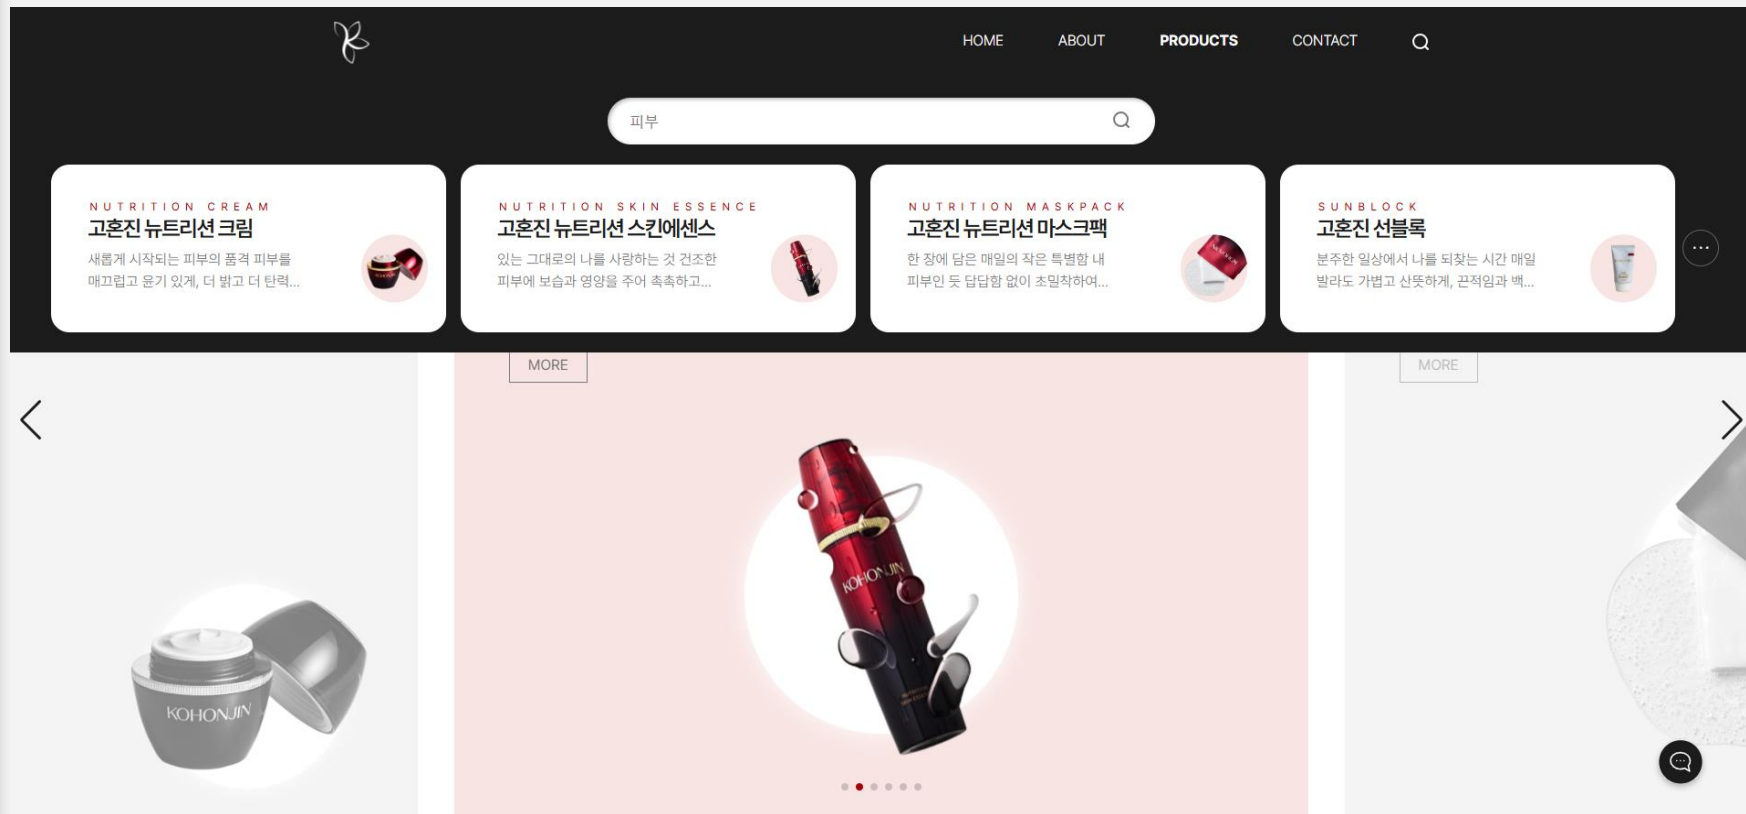 HOME
ABOUT
PRODUCTS
CONTACT
피부
NUTRITION CREAM
고혼진 뉴트리션 크림
새롭게 시작되는 피부의 품격 피부를
매끄럽고 윤기 있게, 더 밝고 더 탄력...
NUTRITION SKIN ESSENCE
고혼진 뉴트리션 스킨에센스
있는 그대로의 나를 사랑하는 것 건조한
피부에 보습과 영양을 주어 촉촉하고...
NUTRITION MASKPACK
고혼진 뉴트리션 마스크팩
한 장에 담은 매일의 작은 특별함 내
피부인 듯 답답함 없이 초밀착하여...
SUNBLOCK
고혼진 선블록
분주한 일상에서 나를 되찾는 시간 매일
발라도 가볍고 산뜻하게, 끈적임과 백...
MORE
MORE
KOHONJIN
KOHONJIN